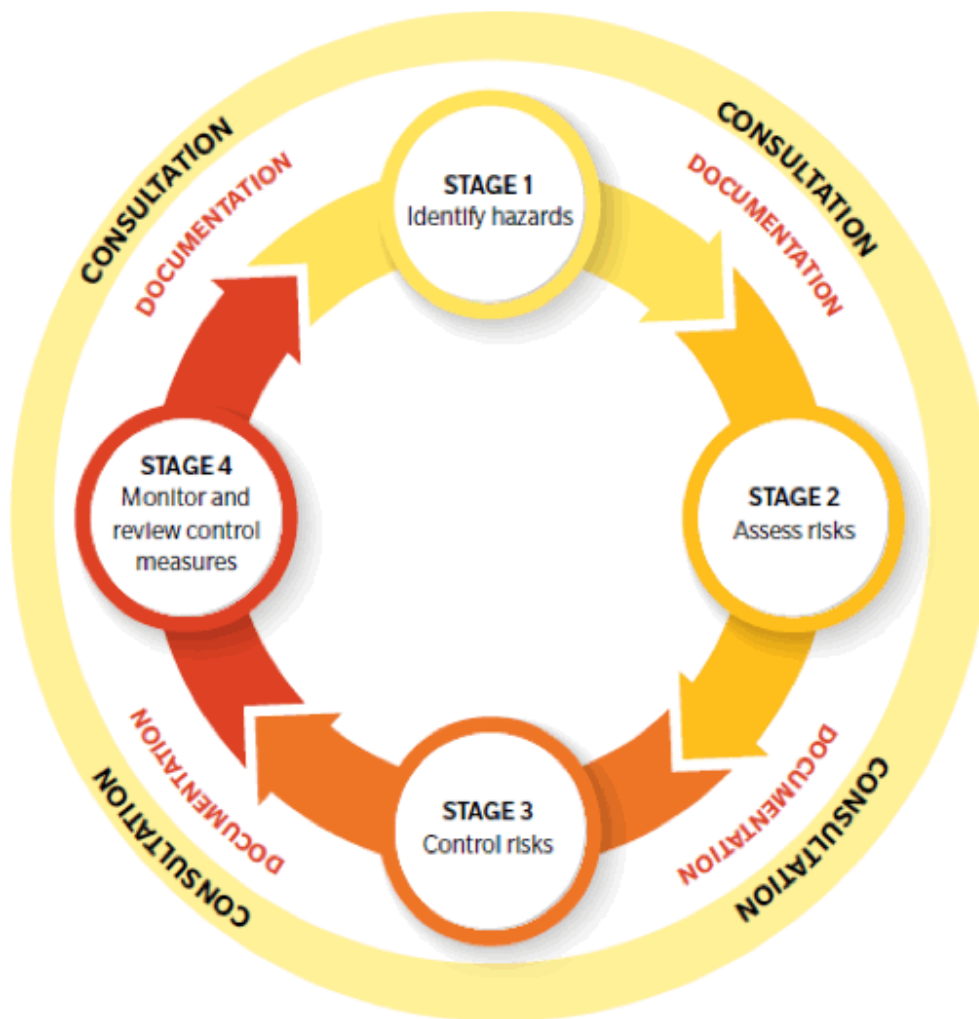 CONSULTATION
DOCUMENTATION
CONSULTATION
DOCUMENTATION
STAGE 1
Identify hazards
STAGE 4
Monitor and
review control
measures
STAGE 2
Assess risks
STAGE 3
Control risks
DOCUMENTATION
CONSULTATION
DOCUMENTATION
CONSULTATION